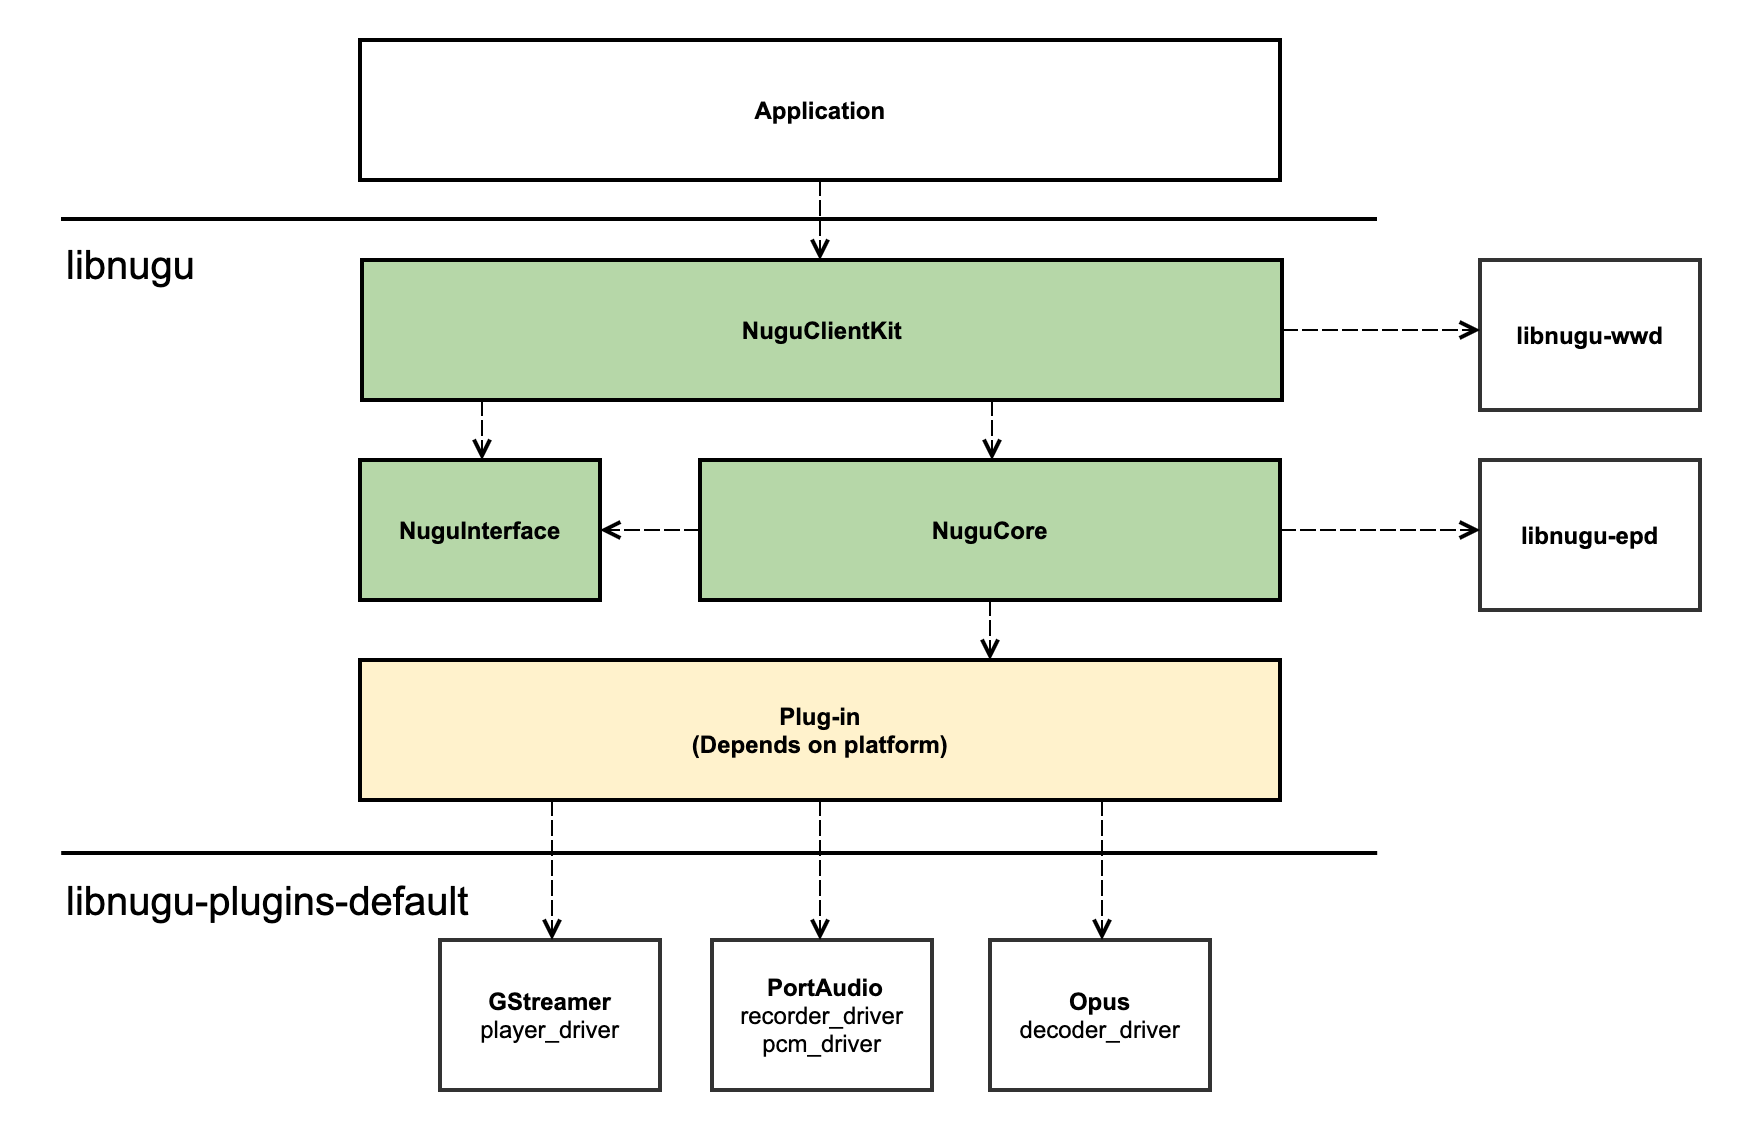 Application
libnugu
NuguClientKit
libnugu-wwd
NuguInterface
NuguCore
libnugu-epd
Plug-in
(Depends on platform)
libnugu-plugins-default
GStreamer
player_driver
PortAudio
recorder_driver
pcm_driver
Opus
decoder_driver